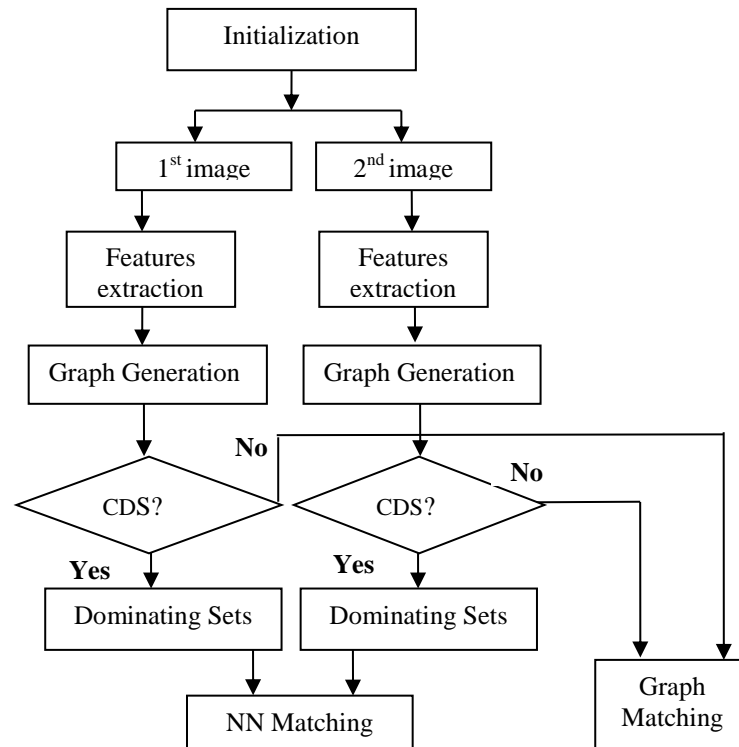 Initialization
1st image
2nd image
Features
extraction
Features
extraction
Graph Generation
Graph Generation
No
No
CDS?
CDS?
Yes
Yes
Dominating Sets
Dominating Sets
Graph
Matching
NN Matching